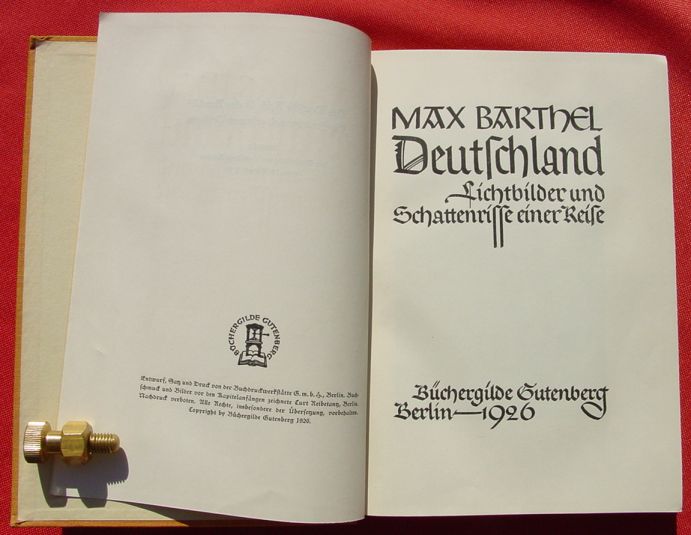 BÜCHERGILDE GUTENBERG
Entwurf, Satz und Druck von der Buchdruckwerkstätte G. m. b. H., Berlin. Buch-
schmuck und Bilder vor den Kapitelanfängen zeichnete Curt Reibetantz, Berlin.
Nachdruck verboten. Alle Rechte, insbesondere der Übersetzung, vorbehalten.
Copyright by Büchergilde Gutenberg 1926.
MAX BARTHEL
Deutſchland
Lichtbilder und
Schattenriſſe einer Reiſe
Büchergilde Gutenberg
Berlin—1926